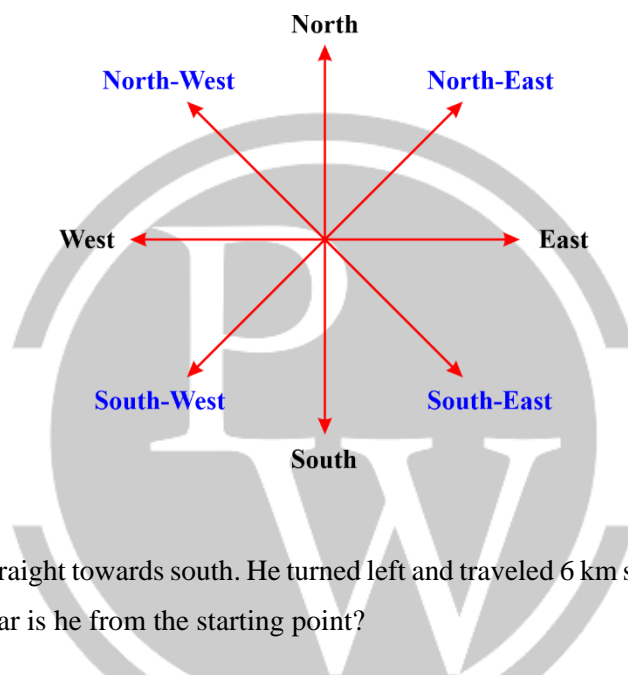 North
North-West North-East
West East
South-West South-East
South
PW
raight towards south. He turned left and traveled 6 km s
ar is he from the starting point?